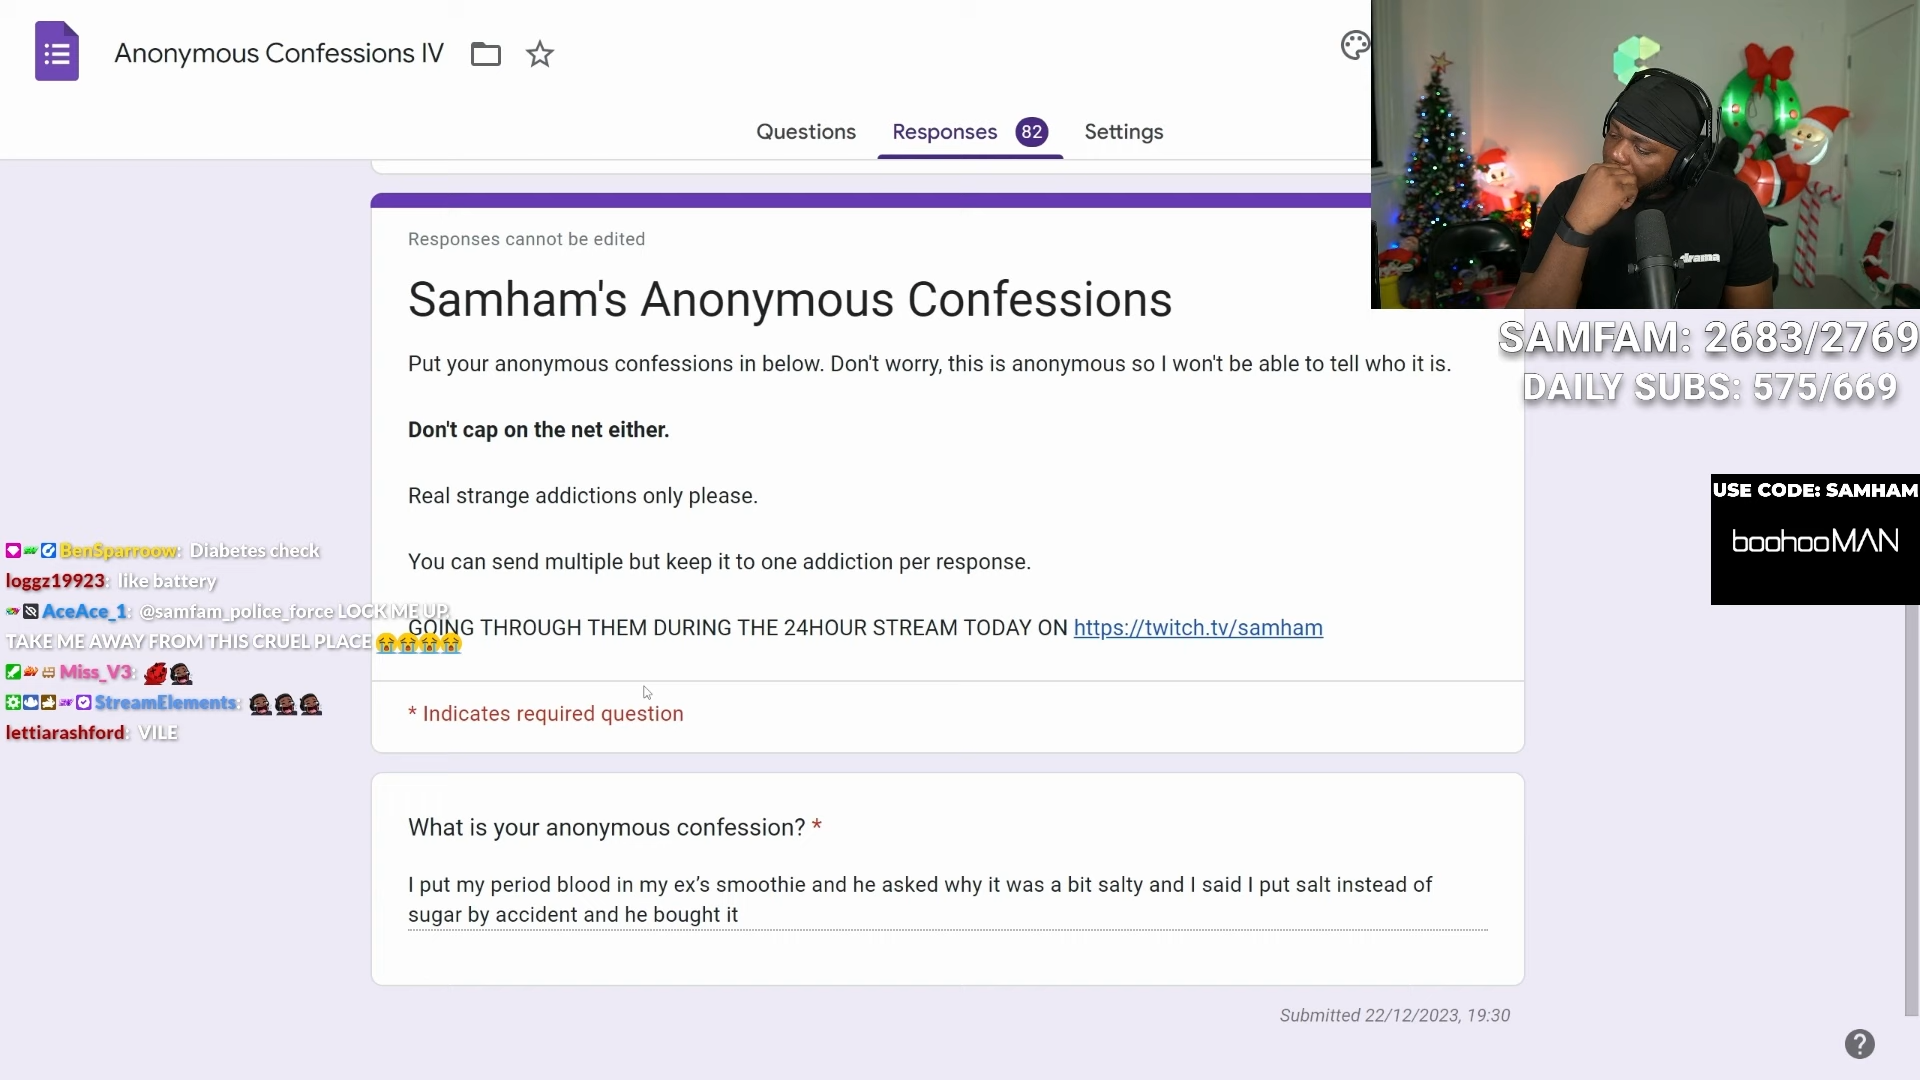 Anonymous Confessions IV
Questions
Responses 82
Settings
Responses cannot be edited
Samham's Anonymous Confessions
Put your anonymous confessions in below. Don't worry, this is anonymous so I won't be able to tell who it is.
Don't cap on the net either.
Real strange addictions only please.
You can send multiple but keep it to one addiction per response.
GOING THROUGH THEM DURING THE 24HOUR STREAM TODAY ON https://twitch.tv/samham
* Indicates required question
What is your anonymous confession? *
I put my period blood in my ex’s smoothie and he asked why it was a bit salty and I said I put salt instead of
sugar by accident and he bought it
Submitted 22/12/2023, 19:30
drama
SAMFAM: 2683/2769
DAILY SUBS: 575/669
USE CODE: SAMHAM
boohooMAN
BenSparroow: Diabetes check
loggz19923: like battery
AceAce_1: @samfam_police_force LOCK ME UP
TAKE ME AWAY FROM THIS CRUEL PLACE 😭😭😭😭
Miss_V3:
StreamElements:
lettiarashford: VILE